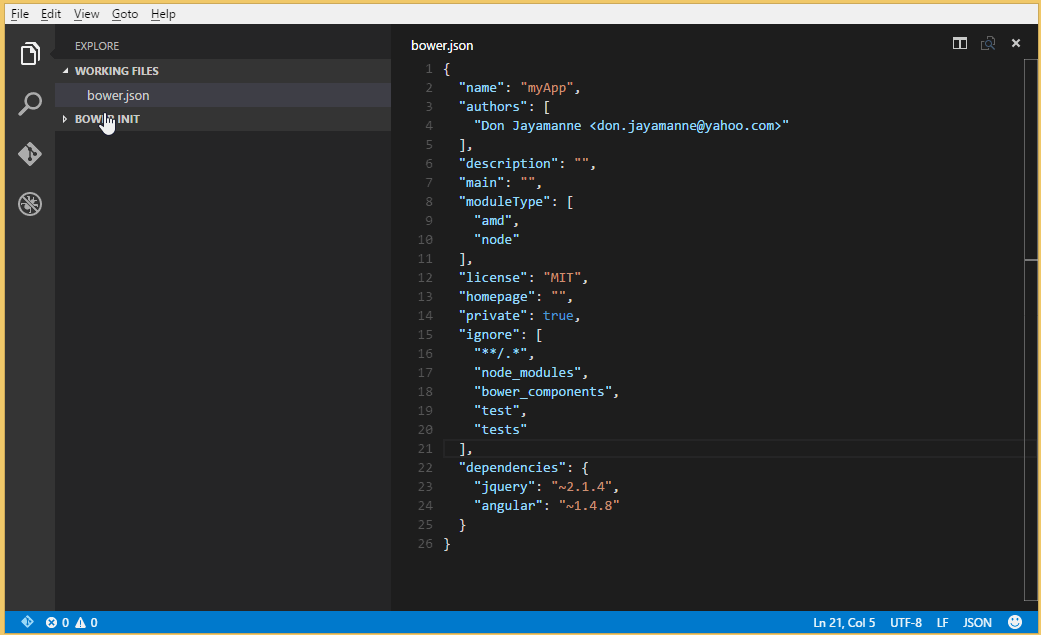 File Edit View Goto Help
EXPLORE
WORKING FILES
bower.json
BOWER INIT
bower.json
1 {
2 "name": "myApp",
3 "authors": [
4 "Don Jayamanne <don.jayamanne@yahoo.com>"
5 ],
6 "description": "",
7 "main": "",
8 "moduleType": [
9 "amd",
10 "node"
11 ],
12 "license": "MIT",
13 "homepage": "",
14 "private": true,
15 "ignore": [
16 "**/.*",
17 "node_modules",
18 "bower_components",
19 "test",
20 "tests"
21 ],
22 "dependencies": {
23 "jquery": "~2.1.4",
24 "angular": "~1.4.8"
25 }
26 }
0 0 Ln 21, Col 5 UTF-8 LF JSON